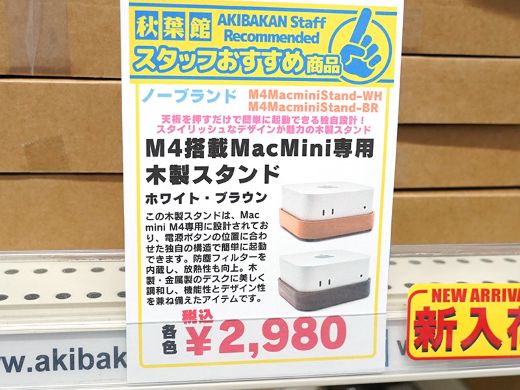 秋葉館
AKIBAKAN Staff
Recommended
スタッフおすすめ商品
ノーブランド
M4MacminiStand-WH
M4MacminiStand-BR
天板を押すだけで簡単に起動できる独自設計！
スタイリッシュなデザインが魅力の木製スタンド
M4搭載MacMini専用
木製スタンド
ホワイト・ブラウン
この木製スタンドは、Mac
mini M4専用に設計されてお
り、電源ボタンの位置に合わ
せた独自の構造で簡単に起動
できます。防塵フィルターを
内蔵し、放熱性も向上。木
製・金属製のデスクに美しく
調和し、機能性とデザイン性
を兼ね備えたアイテムです。
各色
税込
￥2,980
www.akibakan
NEW ARRIVA
新入荷